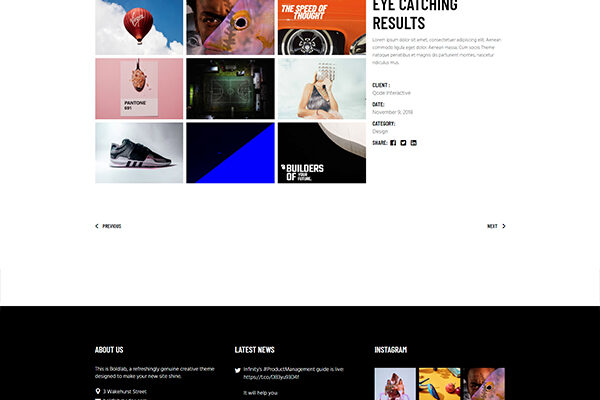 EYE CATCHING
RESULTS
Lorem ipsum dolor sit amet, consectetuer adipiscing elit. Aenean
commodo ligula eget dolor. Aenean massa. Cum sociis Theme
natoque penatibus et magnis dis parturient montes, nascetur
ridiculus mus.
THE SPEED OF
THOUGHT
Virgin
PANTONE
691
BUILDERS
OF YOUR
FUTURE.
CLIENT :
Qode Interactive
DATE:
November 9, 2018
CATEGORY:
Design
SHARE:
PREVIOUS
NEXT
ABOUT US
This is Boldlab, a refreshingly genuine creative theme
designed to make your new site shine.
3 Wakehurst Street
LATEST NEWS
Infinity's #ProductManagement guide is live:
It will help you:
INSTAGRAM